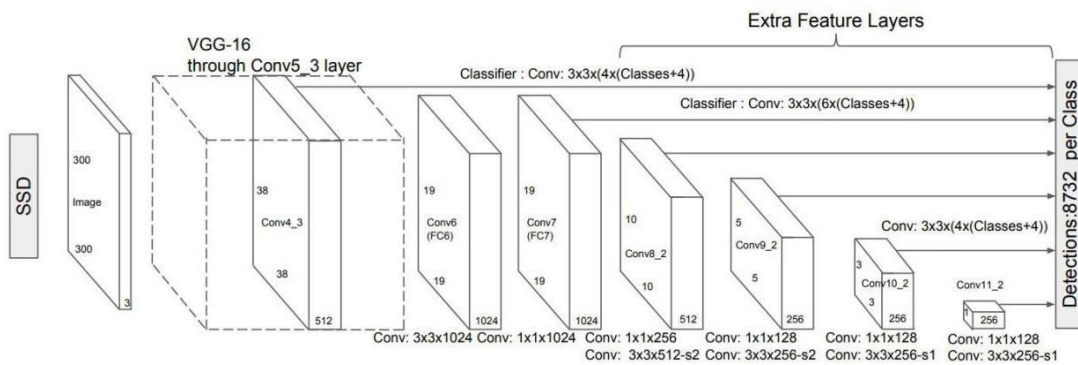 Extra Feature Layers
VGG-16
through Conv5_3 layer
Classifier : Conv: 3x3x(4x(Classes+4))
Classifier : Conv: 3x3x(6x(Classes+4))
SSD
300
Image
300
3
38
Conv4_3
38
512
19
Conv6
(FC6)
19
1024
19
Conv7
(FC7)
19
1024
10
Conv8_2
10
512
5
Conv9_2
5
256
Conv: 3x3x(4x(Classes+4))
3
Conv10_2
3
256
Conv11_2
1
256
Detections:8732 per Class
Conv: 3x3x1024
Conv: 1x1x1024
Conv: 1x1x256
Conv: 3x3x512-s2
Conv: 1x1x128
Conv: 3x3x256-s2
Conv: 1x1x128
Conv: 3x3x256-s1
Conv: 1x1x128
Conv: 3x3x256-s1